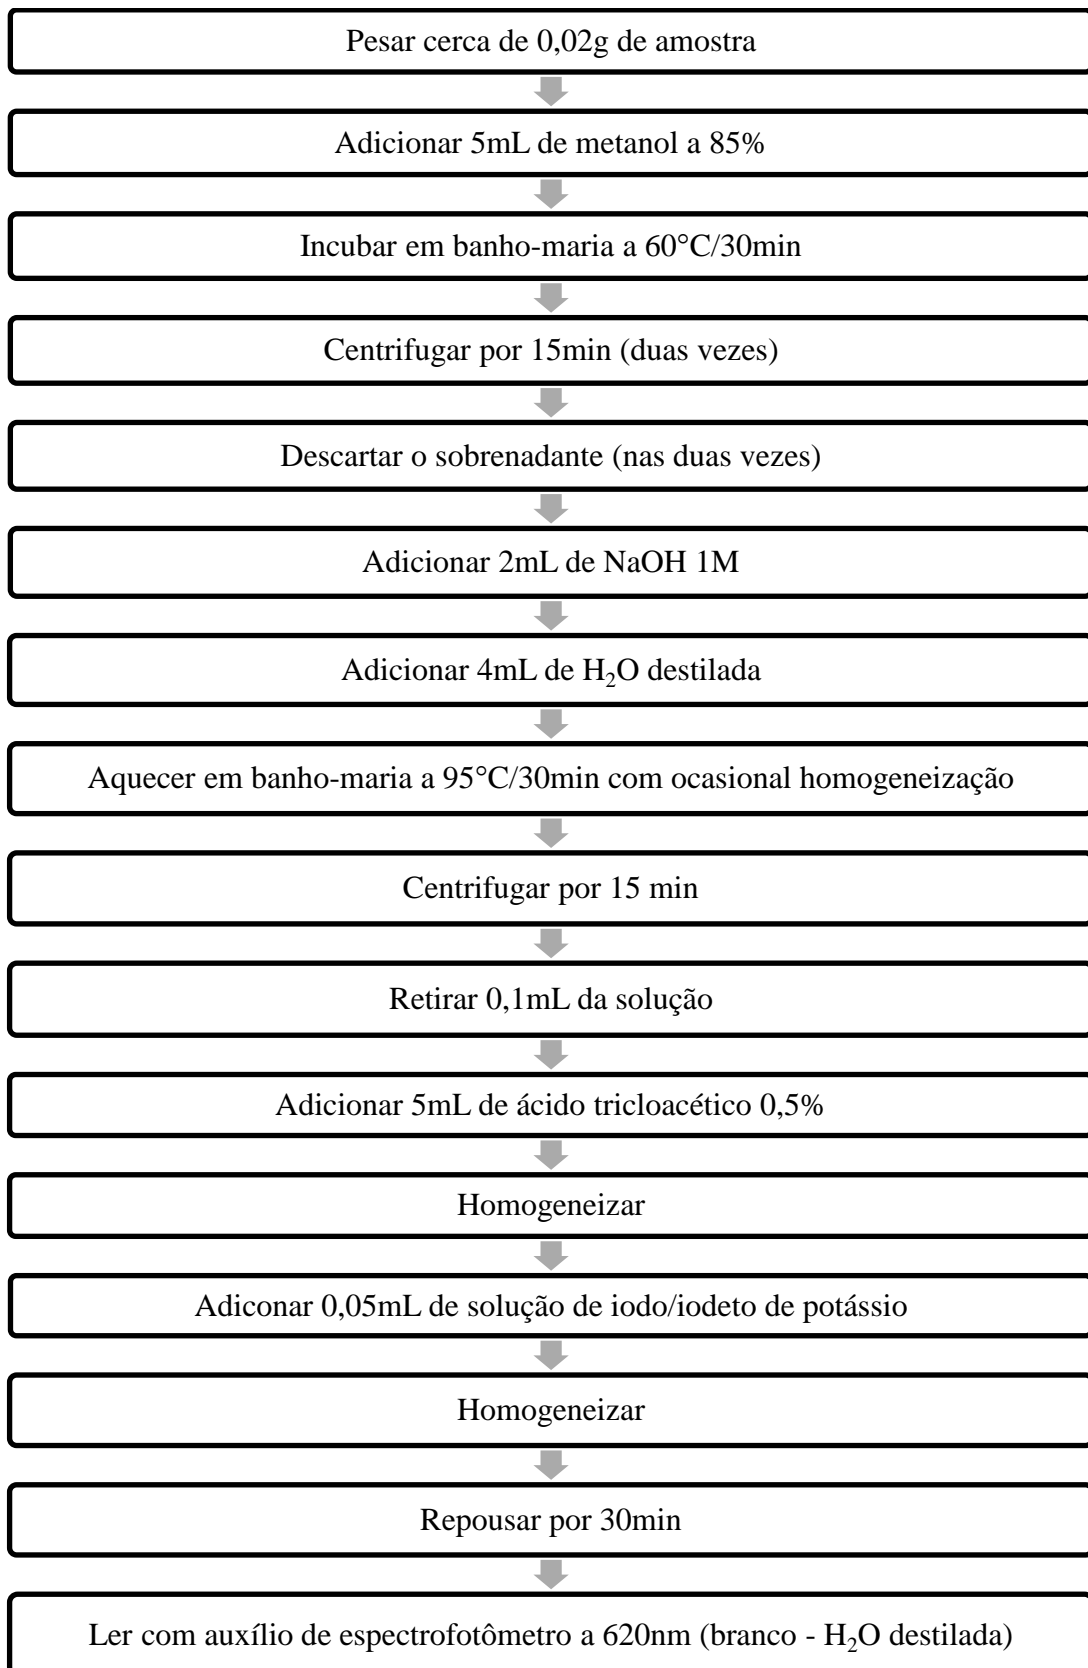 Pesar cerca de 0,02g de amostra
Adicionar 5mL de metanol a 85%
Incubar em banho-maria a 60°C/30min
Centrifugar por 15min (duas vezes)
Descartar o sobrenadante (nas duas vezes)
Adicionar 2mL de NaOH 1M
Adicionar 4mL de H₂O destilada
Aquecer em banho-maria a 95°C/30min com ocasional homogeneização
Centrifugar por 15 min
Retirar 0,1mL da solução
Adicionar 5mL de ácido tricloacético 0,5%
Homogeneizar
Adiconar 0,05mL de solução de iodo/iodeto de potássio
Homogeneizar
Repousar por 30min
Ler com auxílio de espectrofotômetro a 620nm (branco - H₂O destilada)